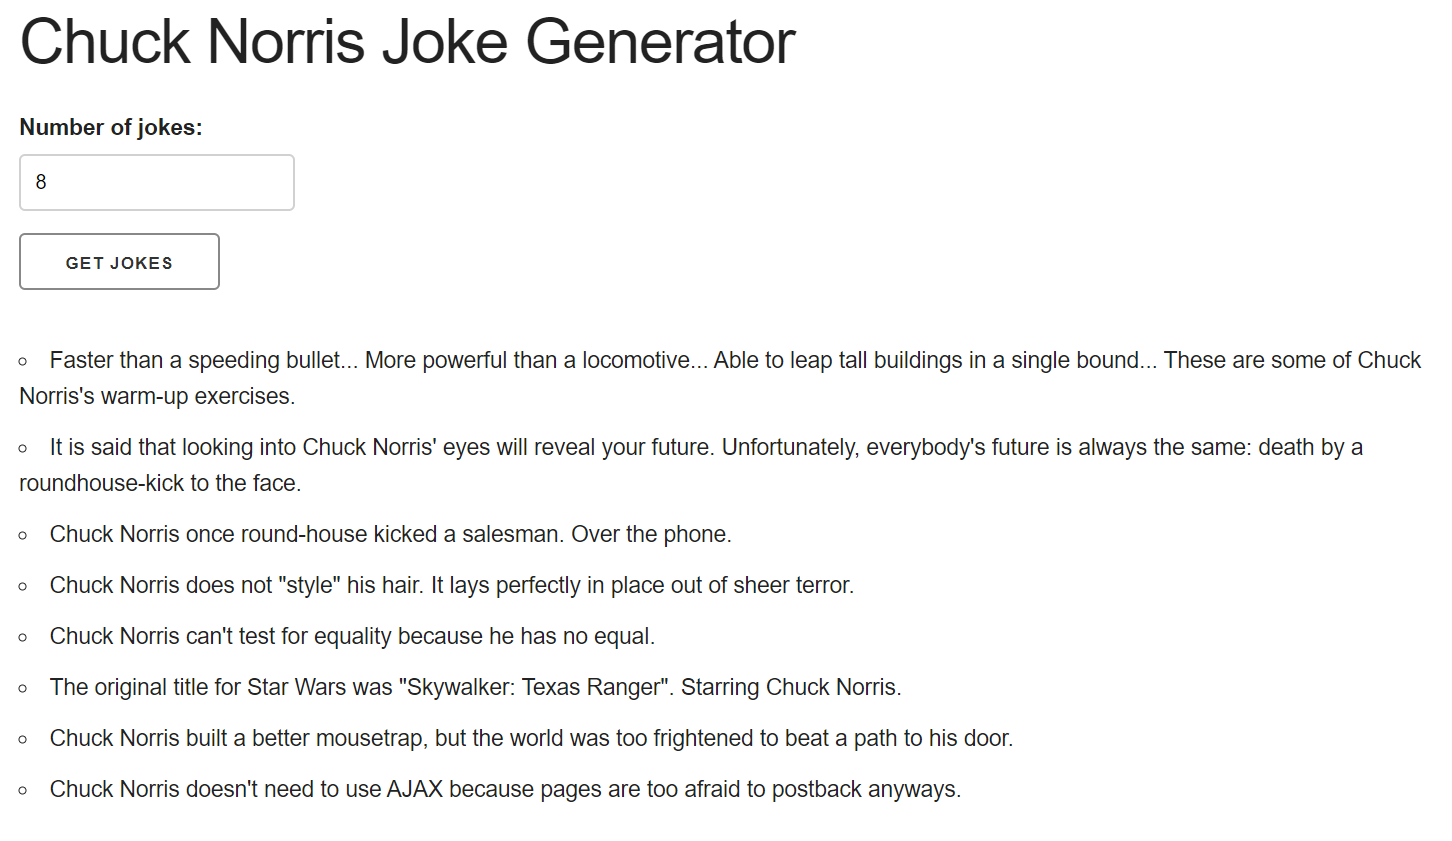 Chuck Norris Joke Generator
Number of jokes:
8
GET JOKES
Faster than a speeding bullet... More powerful than a locomotive... Able to leap tall buildings in a single bound... These are some of Chuck
Norris's warm-up exercises.
It is said that looking into Chuck Norris' eyes will reveal your future. Unfortunately, everybody's future is always the same: death by a
roundhouse-kick to the face.
Chuck Norris once round-house kicked a salesman. Over the phone.
Chuck Norris does not "style" his hair. It lays perfectly in place out of sheer terror.
Chuck Norris can't test for equality because he has no equal.
The original title for Star Wars was "Skywalker: Texas Ranger". Starring Chuck Norris.
Chuck Norris built a better mousetrap, but the world was too frightened to beat a path to his door.
Chuck Norris doesn't need to use AJAX because pages are too afraid to postback anyways.